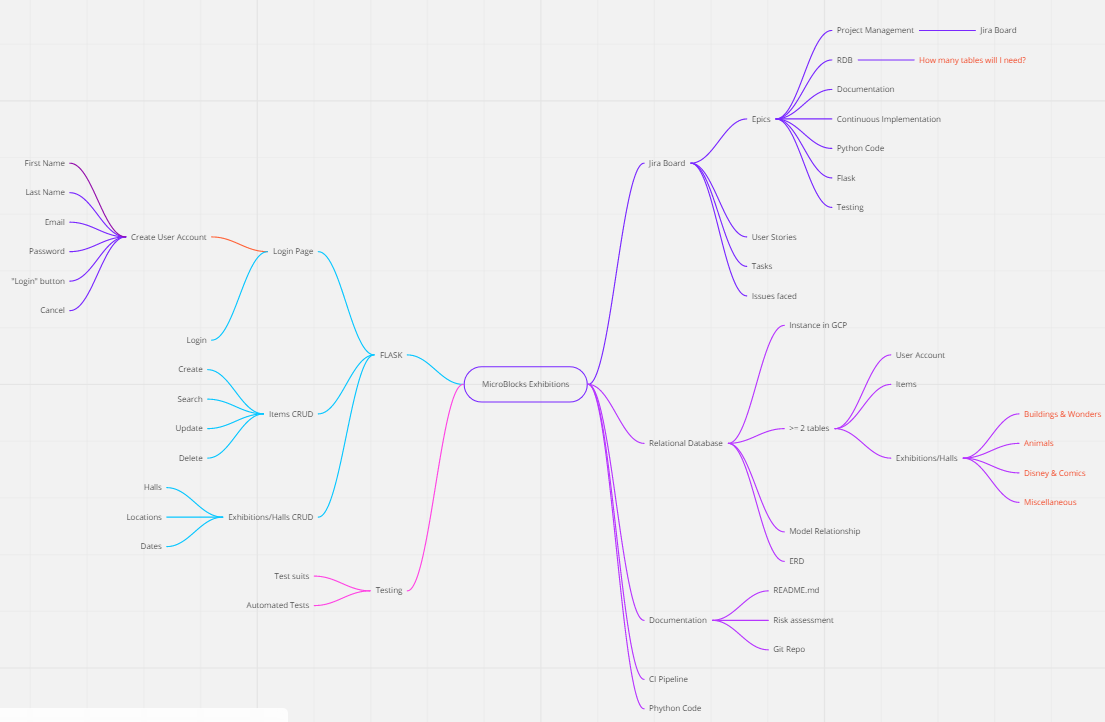 MicroBlocks Exhibitions
Jira Board
Epics
Project Management
Jira Board
RDB
How many tables will I need?
Documentation
Continuous Implementation
Python Code
Flask
Testing
User Stories
Tasks
Issues faced
Relational Database
Instance in GCP
>= 2 tables
User Account
Items
Exhibitions/Halls
Buildings & Wonders
Animals
Disney & Comics
Miscellaneous
Model Relationship
ERD
Documentation
README.md
Risk assessment
Git Repo
CI Pipeline
Phython Code
FLASK
Login Page
Create User Account
First Name
Last Name
Email
Password
"Login" button
Cancel
Login
Items CRUD
Create
Search
Update
Delete
Exhibitions/Halls CRUD
Halls
Locations
Dates
Testing
Test suits
Automated Tests